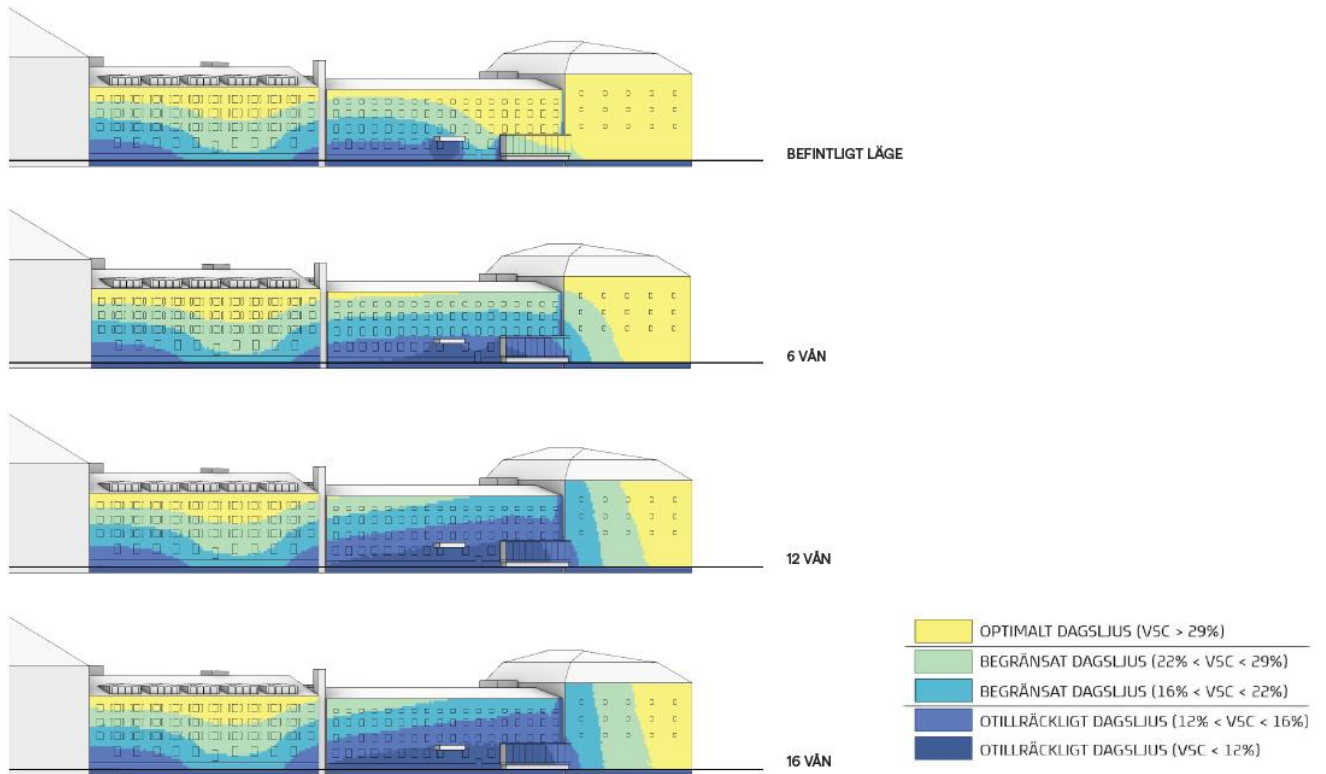 BEFINTLIGT LÄGE
6 VÅN
12 VÅN
16 VÅN
OPTIMALT DAGSLJUS (VSC > 29%)
BEGRÄNSAT DAGSLJUS (22% < VSC < 29%)
BEGRÄNSAT DAGSLJUS (16% < VSC < 22%)
OTILLRÄCKLIGT DAGSLJUS (12% < VSC < 16%)
OTILLRÄCKLIGT DAGSLJUS (VSC < 12%)